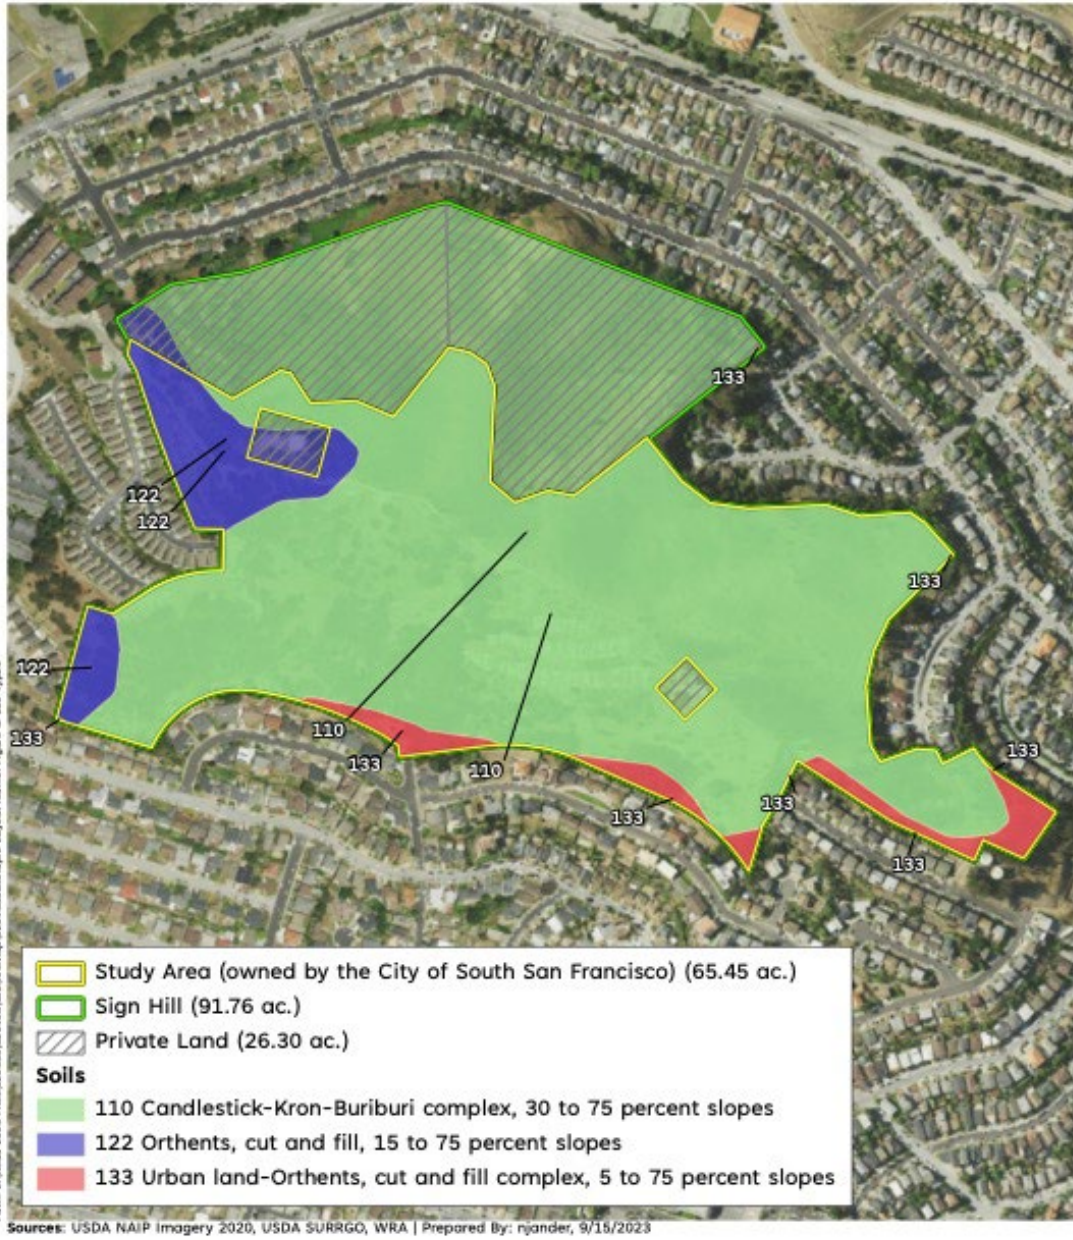 133
122
122
133
122
110
133
133
110
133
133
133
133
Study Area (owned by the City of South San Francisco) (65.45 ac.)
Sign Hill (91.76 ac.)
Private Land (26.30 ac.)
Soils
110 Candlestick-Kron-Buriburi complex, 30 to 75 percent slopes
122 Orthents, cut and fill, 15 to 75 percent slopes
133 Urban land-Orthents, cut and fill complex, 5 to 75 percent slopes
Sources: USDA NAIP Imagery 2020, USDA SURRGO, WRA | Prepared By: njander, 9/15/2023